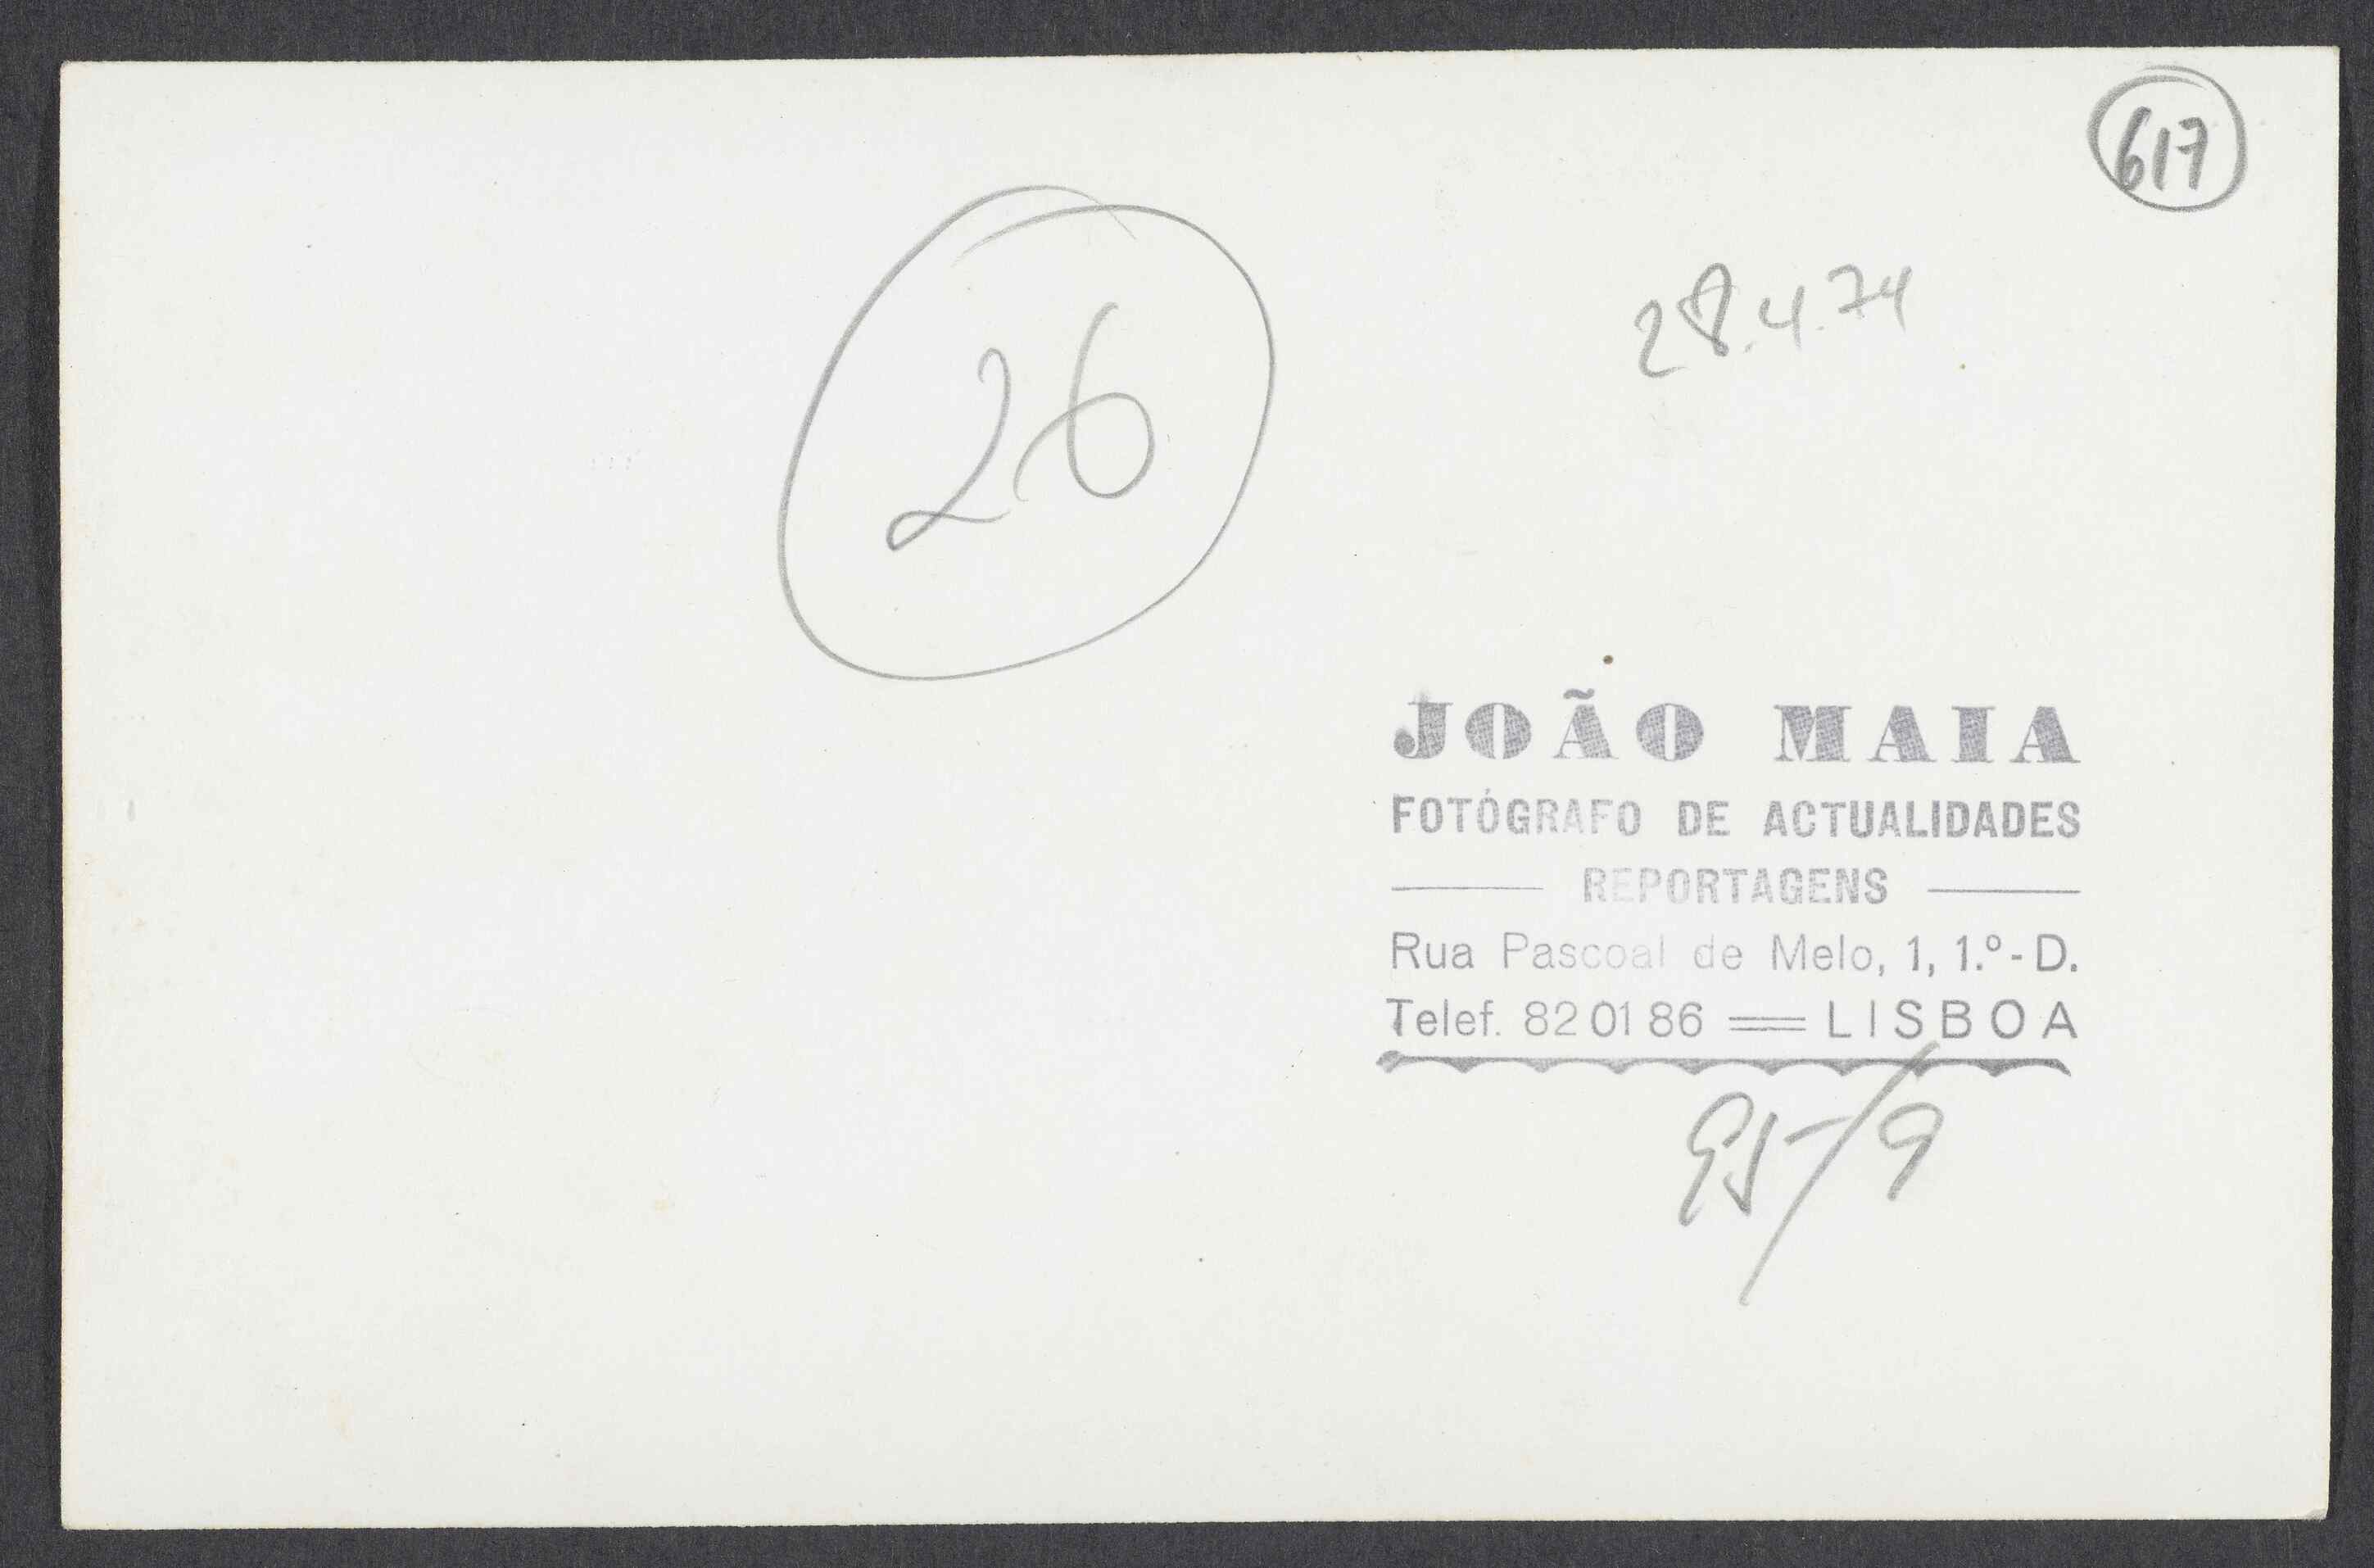 617
28.4.74
26
JOÃO MAIA
FOTÓGRAFO DE ACTUALIDADES
REPORTAGENS
Rua Pascoal de Melo, 1, 1.º-D.
Telef. 82 01 86 = LISBOA